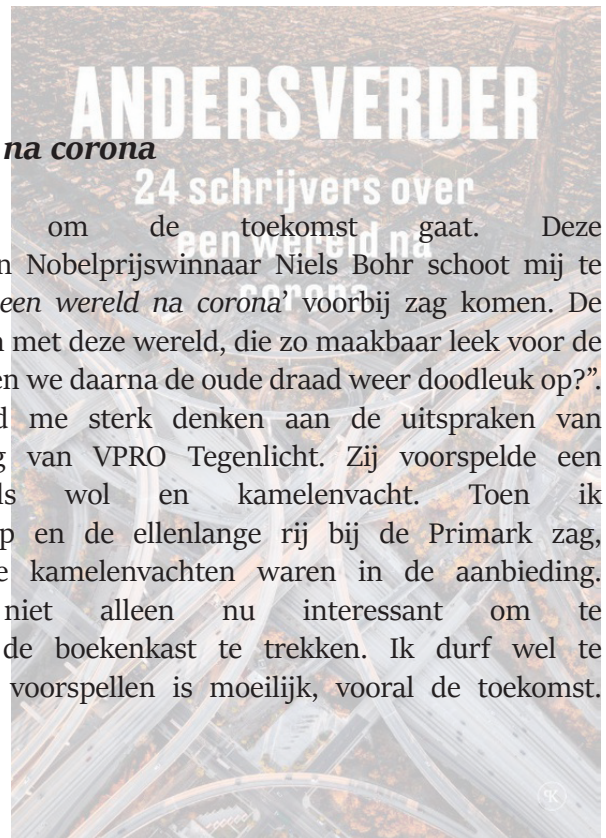 ANDERS VERDER
na corona
24 schrijvers over
om de toekomst gaat. Deze
een wereld na
n Nobelprijswinnaar Niels Bohr schoot mij te
corona
een wereld na corona’ voorbij zag komen. De
met deze wereld, die zo maakbaar leek voor de
en we daarna de oude draad weer doodleuk op?”.
d me sterk denken aan de uitspraken van
g van VPRO Tegenlicht. Zij voorspelde een
ls wol en kamelenvacht. Toen ik
p en de ellenlange rij bij de Primark zag,
e kamelenvachten waren in de aanbieding.
niet alleen nu interessant om te
de boekenkast te trekken. Ik durf wel te
voorspellen is moeilijk, vooral de toekomst.